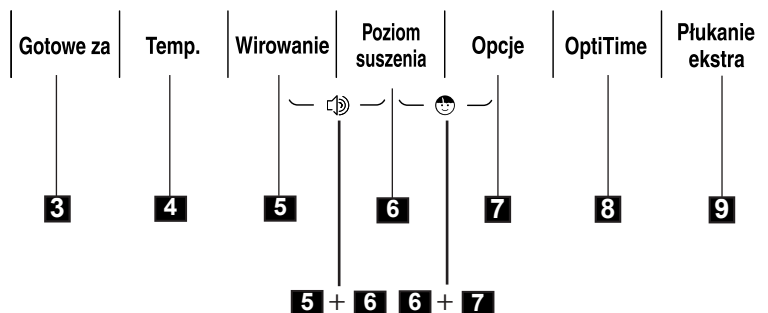 Gotowe za
Temp.
Wirowanie
Poziom
suszenia
Opcje
OptiTime
Płukanie
ekstra
3
4
5
6
7
8
9
5 + 6
6 + 7